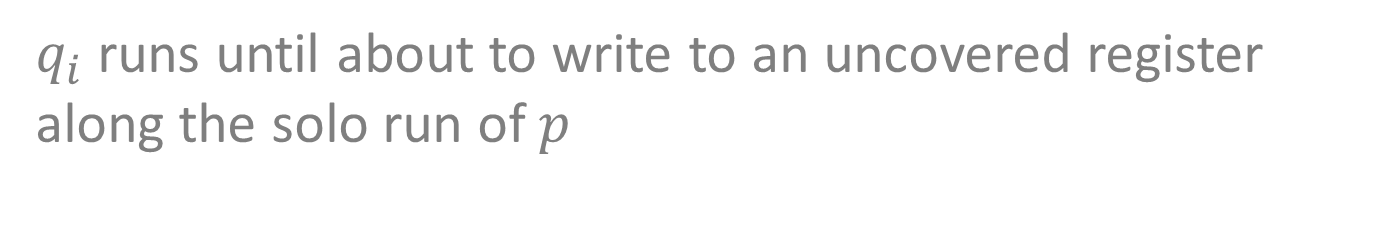 qᵢ runs until about to write to an uncovered register
along the solo run of p